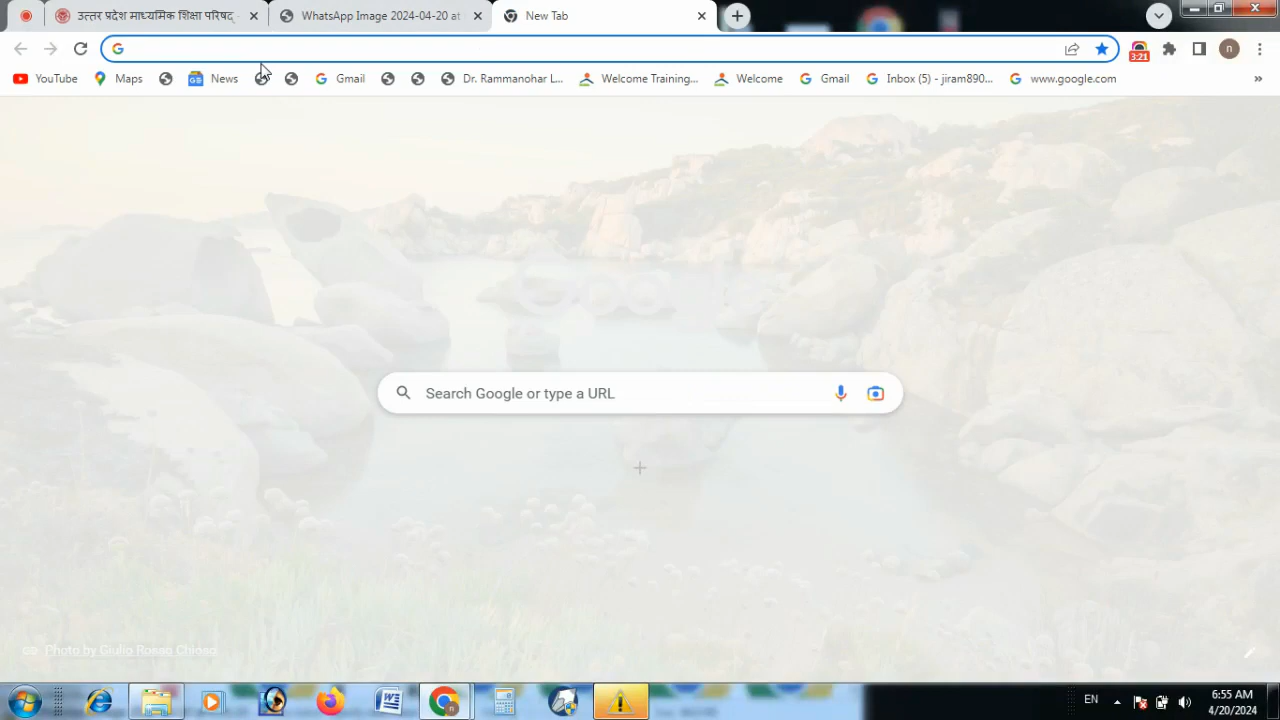 उत्तर प्रदेश माध्यमिक शिक्षा परिषद्
WhatsApp Image 2024-04-20 at
New Tab
YouTube
Maps
News
Gmail
Dr. Rammanohar L...
Welcome Training...
Welcome
Gmail
Inbox (5) - jiram890...
www.google.com
3:21
n
Search Google or type a URL
Photo by Giulio Rosso Chioso
EN
6:55 AM
4/20/2024